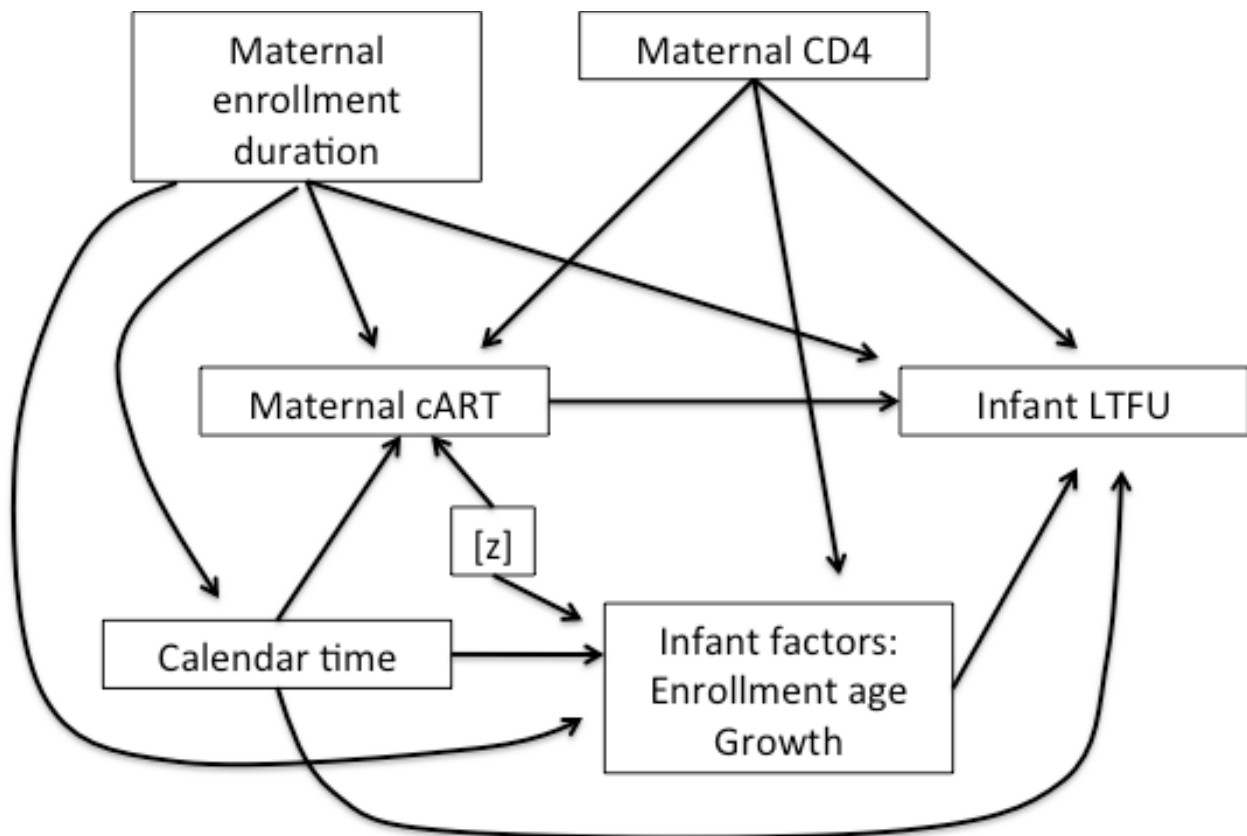 Maternal
enrollment
duration
Maternal CD4
Maternal cART
Infant LTFU
[z]
Calendar time
Infant factors:
Enrollment age
Growth